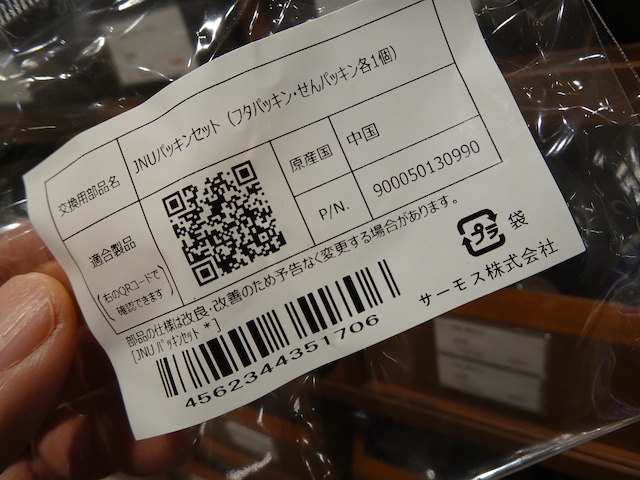 交換用部品名
JNUパッキンセット（フタパッキン・せんパッキン各1個）
適合製品
（右のQRコードで
確認できます）
原産国
中国
P/N.
900050130990
部品の仕様は改良・改善のため予告なく変更する場合があります。
[JNU パッキンセット *]
4562344351706
プラ
袋
サーモス株式会社